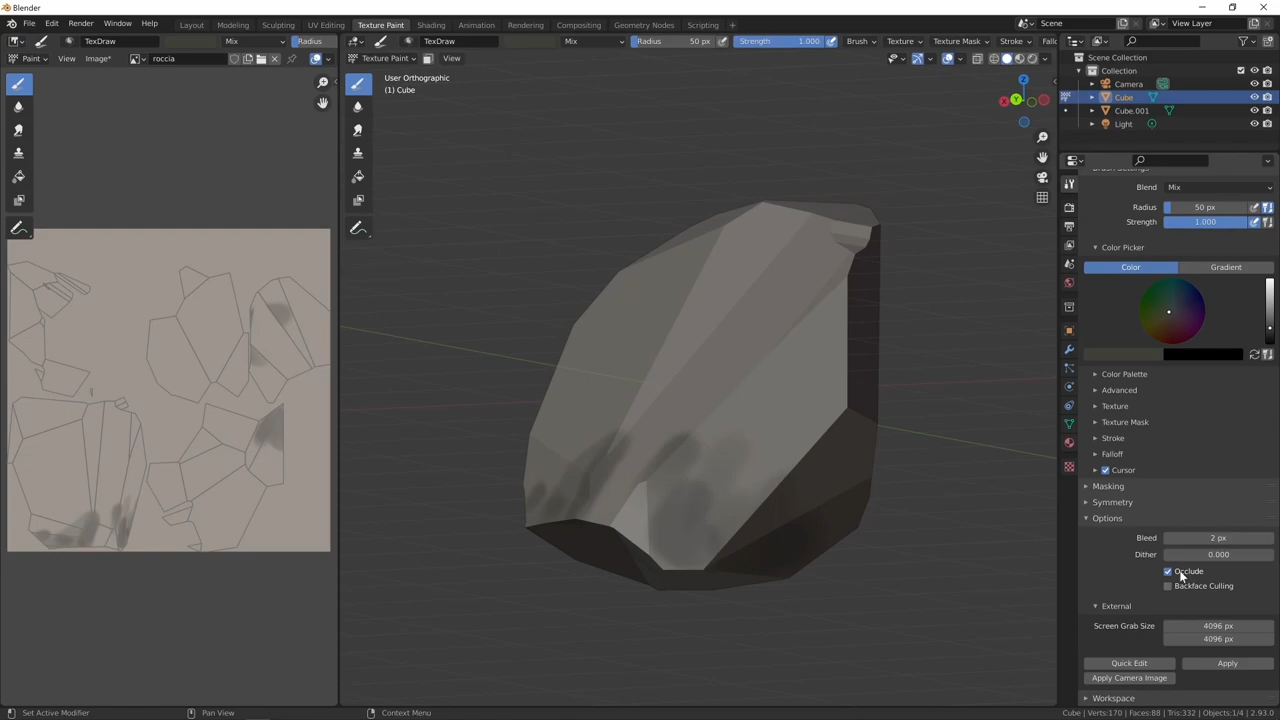 Blender
File Edit Render Window Help Layout Modeling Sculpting UV Editing Texture Paint Shading Animation Rendering Compositing Geometry Nodes Scripting + Scene View Layer
TexDraw Mix Radius
TexDraw Mix Radius 50 px Strength 1.000 Brush Texture Texture Mask Stroke Fallo
Paint View Image* roccia
Texture Paint View
User Orthographic
(1) Cube
Scene Collection
Collection
Camera
Cube
Cube.001
Light
Brush Settings
Blend Mix
Radius 50 px
Strength 1.000
Color Picker
Color Gradient
Color Palette
Advanced
Texture
Texture Mask
Stroke
Falloff
Cursor
Masking
Symmetry
Options
Bleed 2 px
Dither 0.000
Occlude
Backface Culling
External
Screen Grab Size 4096 px
4096 px
Quick Edit Apply
Apply Camera Image
Workspace
Set Active Modifier Pan View Context Menu Cube | Verts:170 | Faces:88 | Tris:332 | Objects:1/4 | 2.93.0